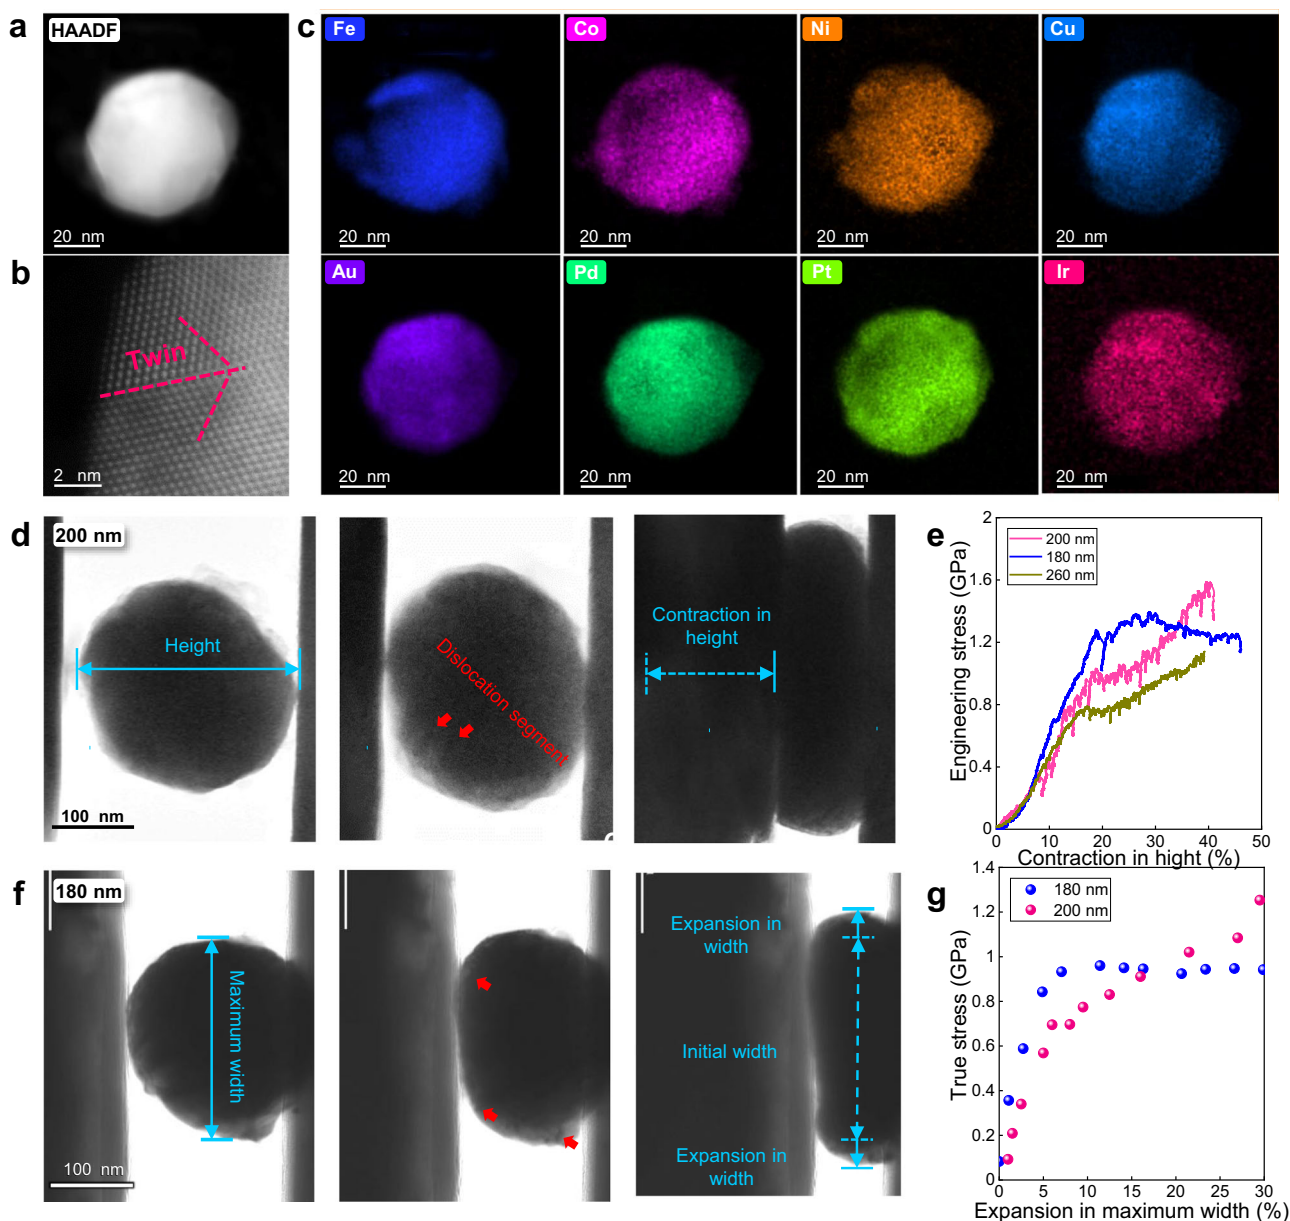 a
HAADF
20 nm
b
Twin
2 nm
c
Fe
20 nm
Co
20 nm
Ni
20 nm
Cu
20 nm
Au
20 nm
Pd
20 nm
Pt
20 nm
Ir
20 nm
d
200 nm
Height
100 nm
Dislocation segment
Contraction in
height
e
Engineering stress (GPa)
2
1.6
1.2
0.8
0.4
0
200 nm
180 nm
260 nm
0 10 20 30 40 50
Contraction in hight (%)
f
180 nm
Maximum width
100 nm
Expansion in
width
Initial width
Expansion in
width
g
True stress (GPa)
1.4
1.2
1
0.8
0.6
0.4
0.2
0
180 nm
200 nm
0 5 10 15 20 25 30
Expansion in maximum width (%)